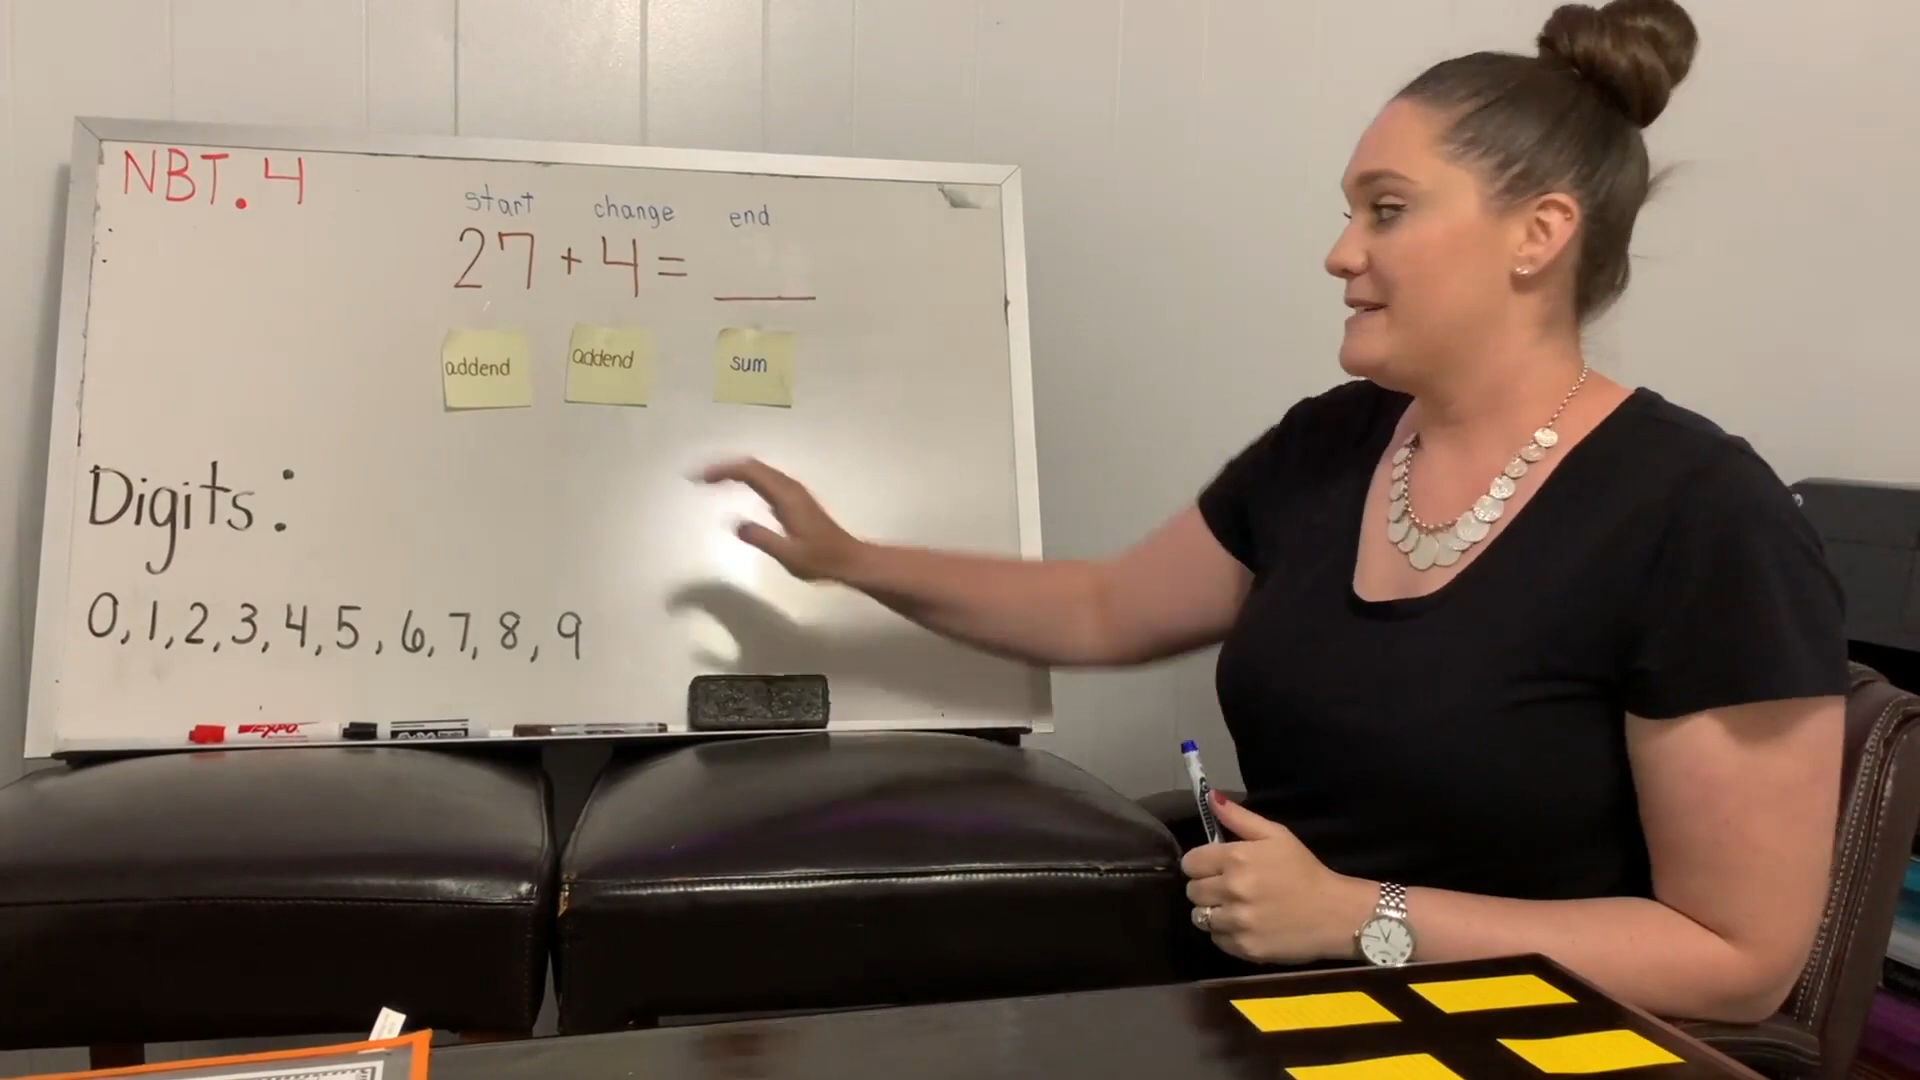 NBT.4
start change end
27 + 4 = ____
addend addend sum
Digits:
0, 1, 2, 3, 4, 5, 6, 7, 8, 9
EXPO